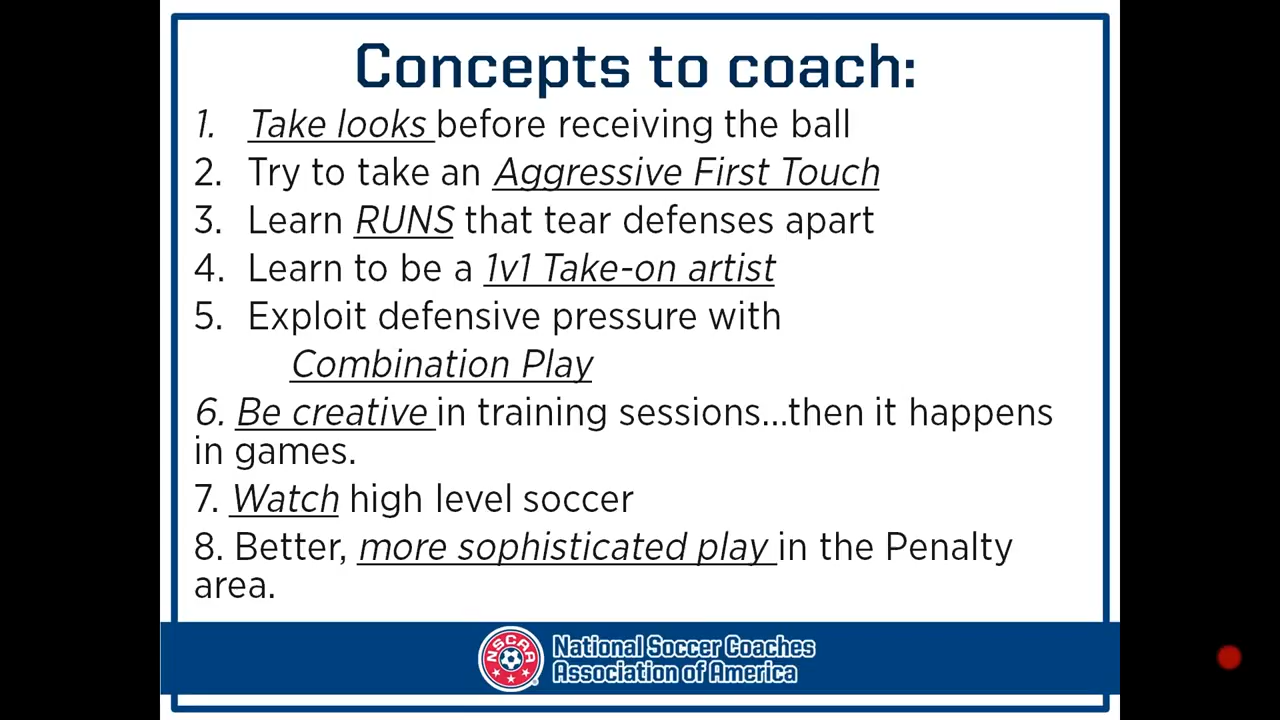 Concepts to coach:
1. Take looks before receiving the ball
2. Try to take an Aggressive First Touch
3. Learn RUNS that tear defenses apart
4. Learn to be a 1v1 Take-on artist
5. Exploit defensive pressure with
Combination Play
6. Be creative in training sessions...then it happens
in games.
7. Watch high level soccer
8. Better, more sophisticated play in the Penalty
area.
NSCAA
National Soccer Coaches
Association of America